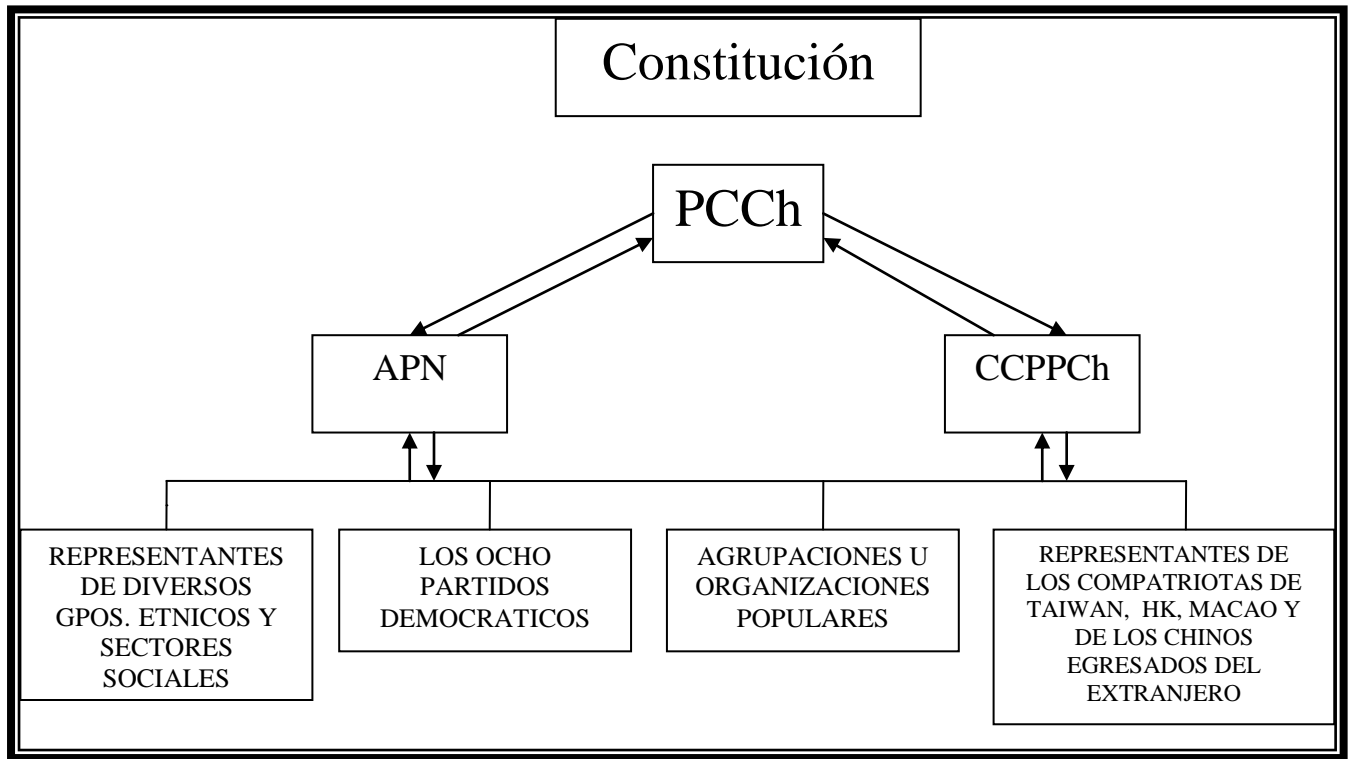 Constitución
PCCh
APN
CCPPCh
REPRESENTANTES
DE DIVERSOS
GPOS. ETNICOS Y
SECTORES
SOCIALES
LOS OCHO
PARTIDOS
DEMOCRATICOS
AGRUPACIONES U
ORGANIZACIONES
POPULARES
REPRESENTANTES DE
LOS COMPATRIOTAS DE
TAIWAN, HK, MACAO Y
DE LOS CHINOS
EGRESADOS DEL
EXTRANJERO